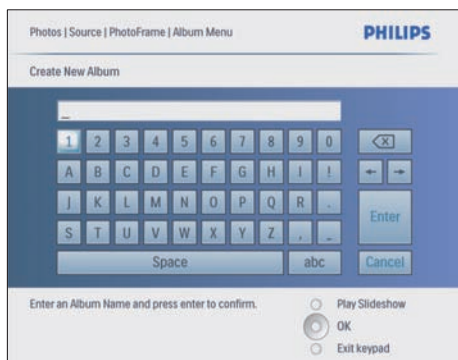 Photos | Source | PhotoFrame | Album Menu
PHILIPS
Create New Album
_
1 2 3 4 5 6 7 8 9 0
A B C D E F G H I !
J K L M N O P Q R .
Enter
S T U V W X Y Z , _
Space abc Cancel
Enter an Album Name and press enter to confirm.
Play Slideshow
OK
Exit keypad